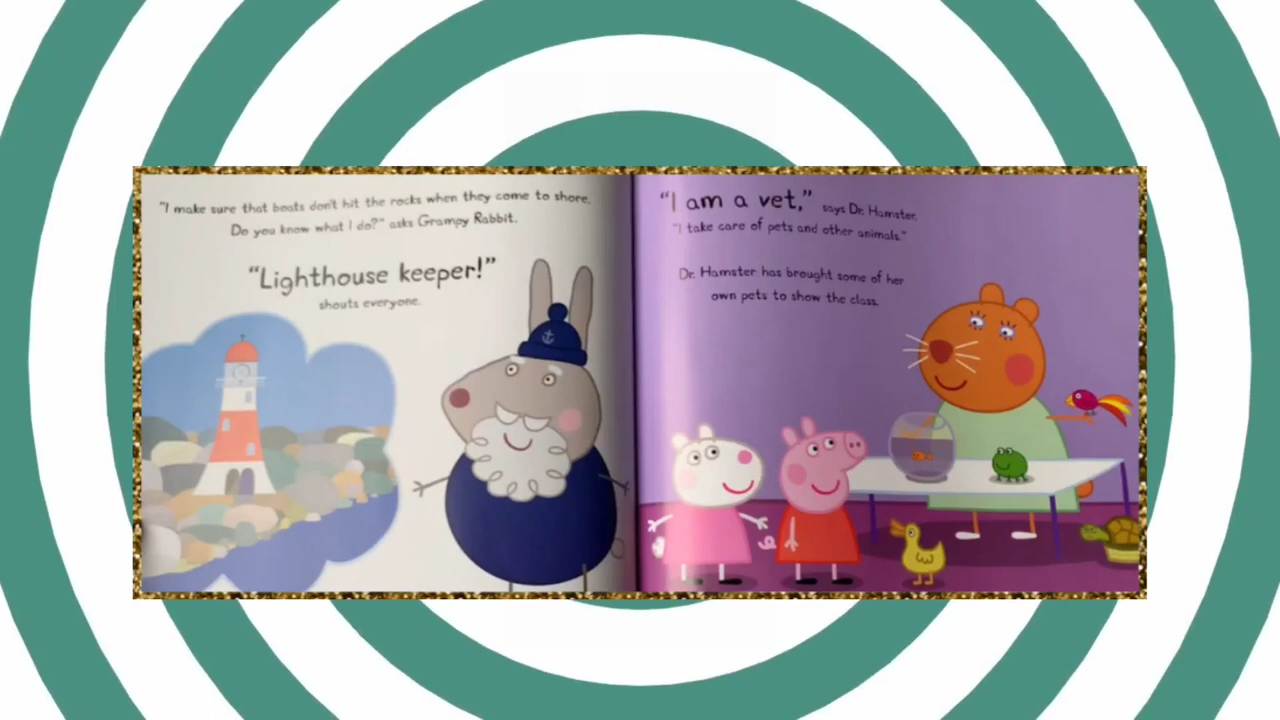 "I make sure that boats don't hit the rocks when they come to shore.
Do you know what I do?" asks Grampy Rabbit.
"Lighthouse keeper!"
shouts everyone.
"I am a vet," says Dr. Hamster.
"I take care of pets and other animals."
Dr. Hamster has brought some of her
own pets to show the class.